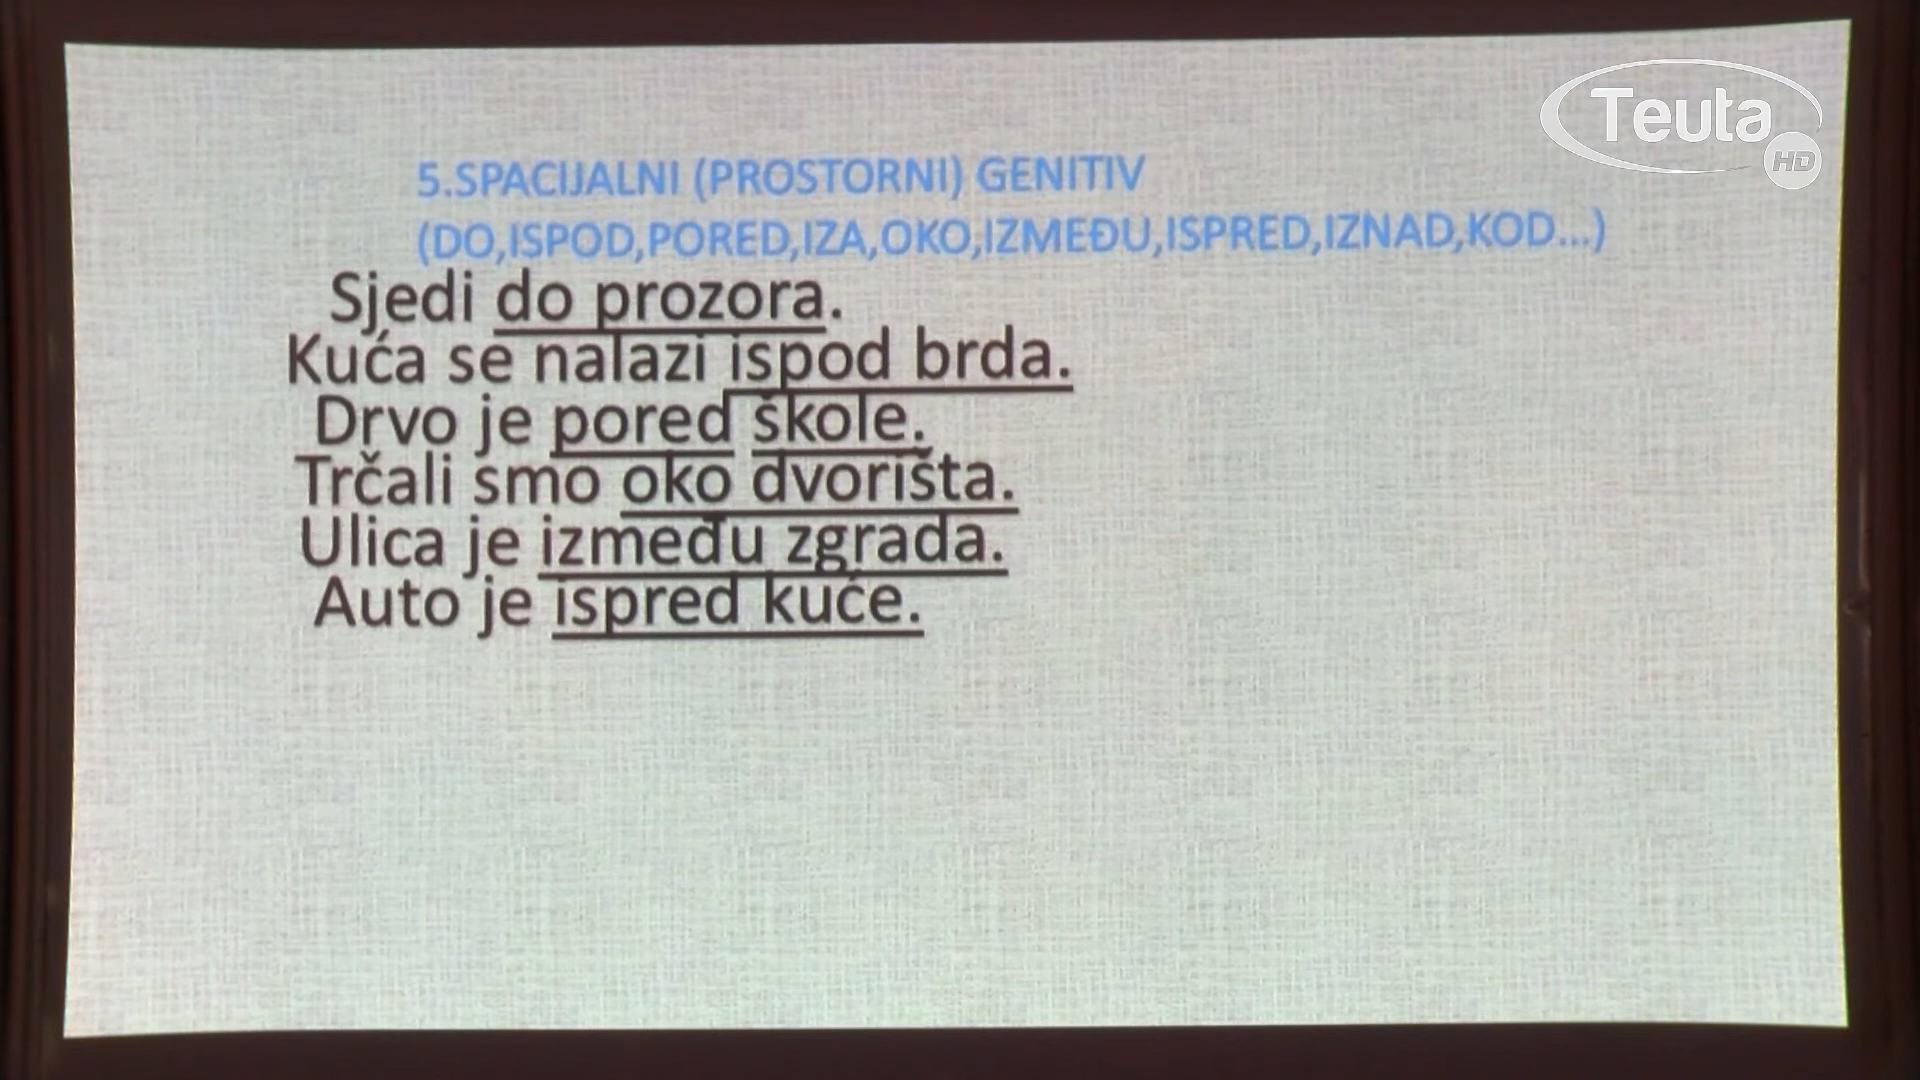 Teuta
HD
5.SPACIJALNI (PROSTORNI) GENITIV
(DO,ISPOD,PORED,IZA,OKO,IZMEĐU,ISPRED,IZNAD,KOD...)
Sjedi do prozora.
Kuća se nalazi ispod brda.
Drvo je pored škole.
Trčali smo oko dvorišta.
Ulica je između zgrada.
Auto je ispred kuće.